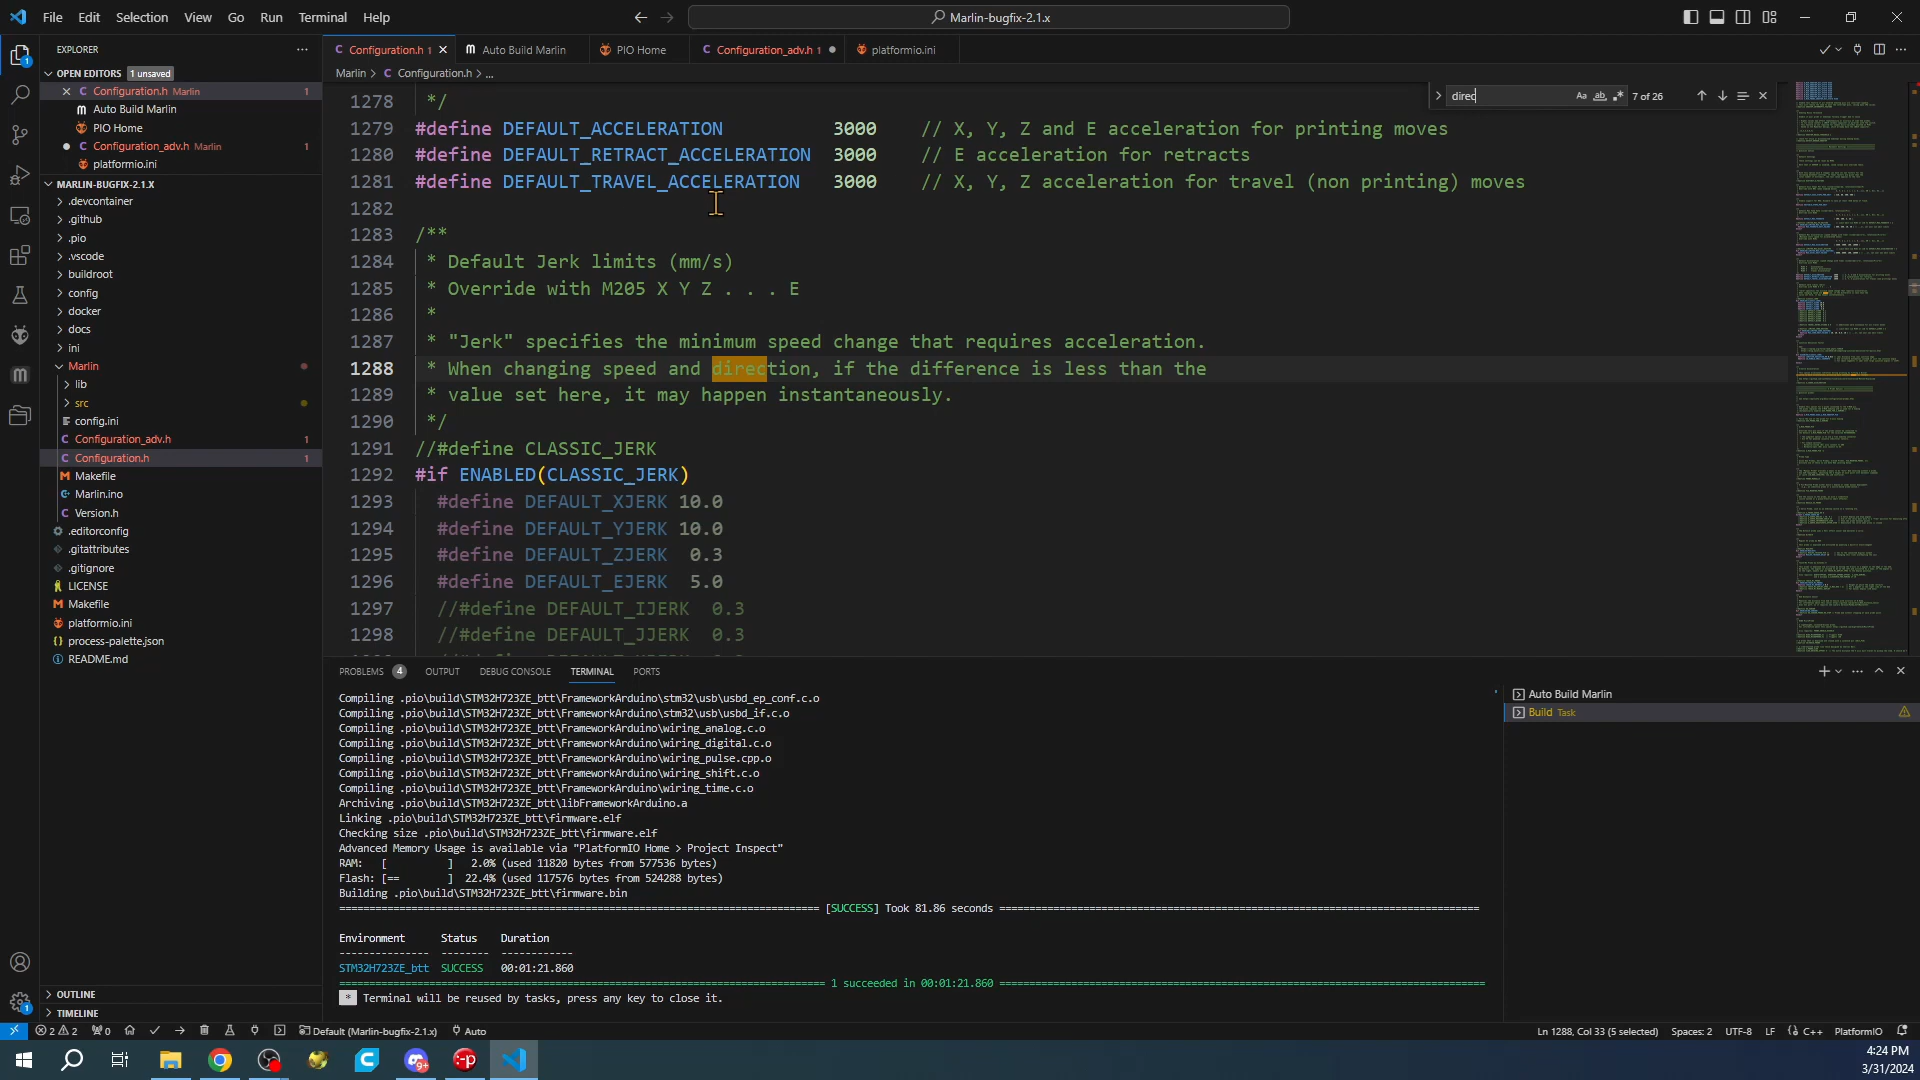 File Edit Selection View Go Run Terminal Help
Marlin-bugfix-2.1.x
EXPLORER
Configuration.h 1
Auto Build Marlin
PIO Home
Configuration_adv.h 1
platformio.ini
OPEN EDITORS 1 unsaved
Marlin > Configuration.h > ...
Configuration.h Marlin 1
Auto Build Marlin
PIO Home
Configuration_adv.h Marlin 1
platformio.ini
MARLIN-BUGFIX-2.1.X
.devcontainer
.github
.pio
.vscode
buildroot
config
docker
docs
ini
Marlin
lib
src
config.ini
Configuration_adv.h 1
Configuration.h 1
Makefile
Marlin.ino
Version.h
.editorconfig
.gitattributes
.gitignore
LICENSE
Makefile
platformio.ini
process-palette.json
README.md
OUTLINE
TIMELINE
direc
Aa ab .* 7 of 26
1278 */
1279 #define DEFAULT_ACCELERATION 3000 // X, Y, Z and E acceleration for printing moves
1280 #define DEFAULT_RETRACT_ACCELERATION 3000 // E acceleration for retracts
1281 #define DEFAULT_TRAVEL_ACCELERATION 3000 // X, Y, Z acceleration for travel (non printing) moves
1282
1283 /**
1284 * Default Jerk limits (mm/s)
1285 * Override with M205 X Y Z . . . E
1286 *
1287 * "Jerk" specifies the minimum speed change that requires acceleration.
1288 * When changing speed and direction, if the difference is less than the
1289 * value set here, it may happen instantaneously.
1290 */
1291 //#define CLASSIC_JERK
1292 #if ENABLED(CLASSIC_JERK)
1293 #define DEFAULT_XJERK 10.0
1294 #define DEFAULT_YJERK 10.0
1295 #define DEFAULT_ZJERK 0.3
1296 #define DEFAULT_EJERK 5.0
1297 //#define DEFAULT_IJERK 0.3
1298 //#define DEFAULT_JJERK 0.3
PROBLEMS 4 OUTPUT DEBUG CONSOLE TERMINAL PORTS
Compiling .pio\build\STM32H723ZE_btt\FrameworkArduino\stm32\usb\usbd_ep_conf.c.o
Compiling .pio\build\STM32H723ZE_btt\FrameworkArduino\stm32\usb\usbd_if.c.o
Compiling .pio\build\STM32H723ZE_btt\FrameworkArduino\wiring_analog.c.o
Compiling .pio\build\STM32H723ZE_btt\FrameworkArduino\wiring_digital.c.o
Compiling .pio\build\STM32H723ZE_btt\FrameworkArduino\wiring_pulse.cpp.o
Compiling .pio\build\STM32H723ZE_btt\FrameworkArduino\wiring_shift.c.o
Compiling .pio\build\STM32H723ZE_btt\FrameworkArduino\wiring_time.c.o
Archiving .pio\build\STM32H723ZE_btt\libFrameworkArduino.a
Linking .pio\build\STM32H723ZE_btt\firmware.elf
Checking size .pio\build\STM32H723ZE_btt\firmware.elf
Advanced Memory Usage is available via "PlatformIO Home > Project Inspect"
RAM: [ ] 2.0% (used 11820 bytes from 577536 bytes)
Flash: [== ] 22.4% (used 117576 bytes from 524288 bytes)
Building .pio\build\STM32H723ZE_btt\firmware.bin
[SUCCESS] Took 81.86 seconds
Environment Status Duration
STM32H723ZE_btt SUCCESS 00:01:21.860
1 succeeded in 00:01:21.860
* Terminal will be reused by tasks, press any key to close it.
Auto Build Marlin
Build Task
2 2 0 Default (Marlin-bugfix-2.1.x) Auto
Ln 1288, Col 33 (5 selected) Spaces: 2 UTF-8 LF {} C++ PlatformIO
4:24 PM
3/31/2024